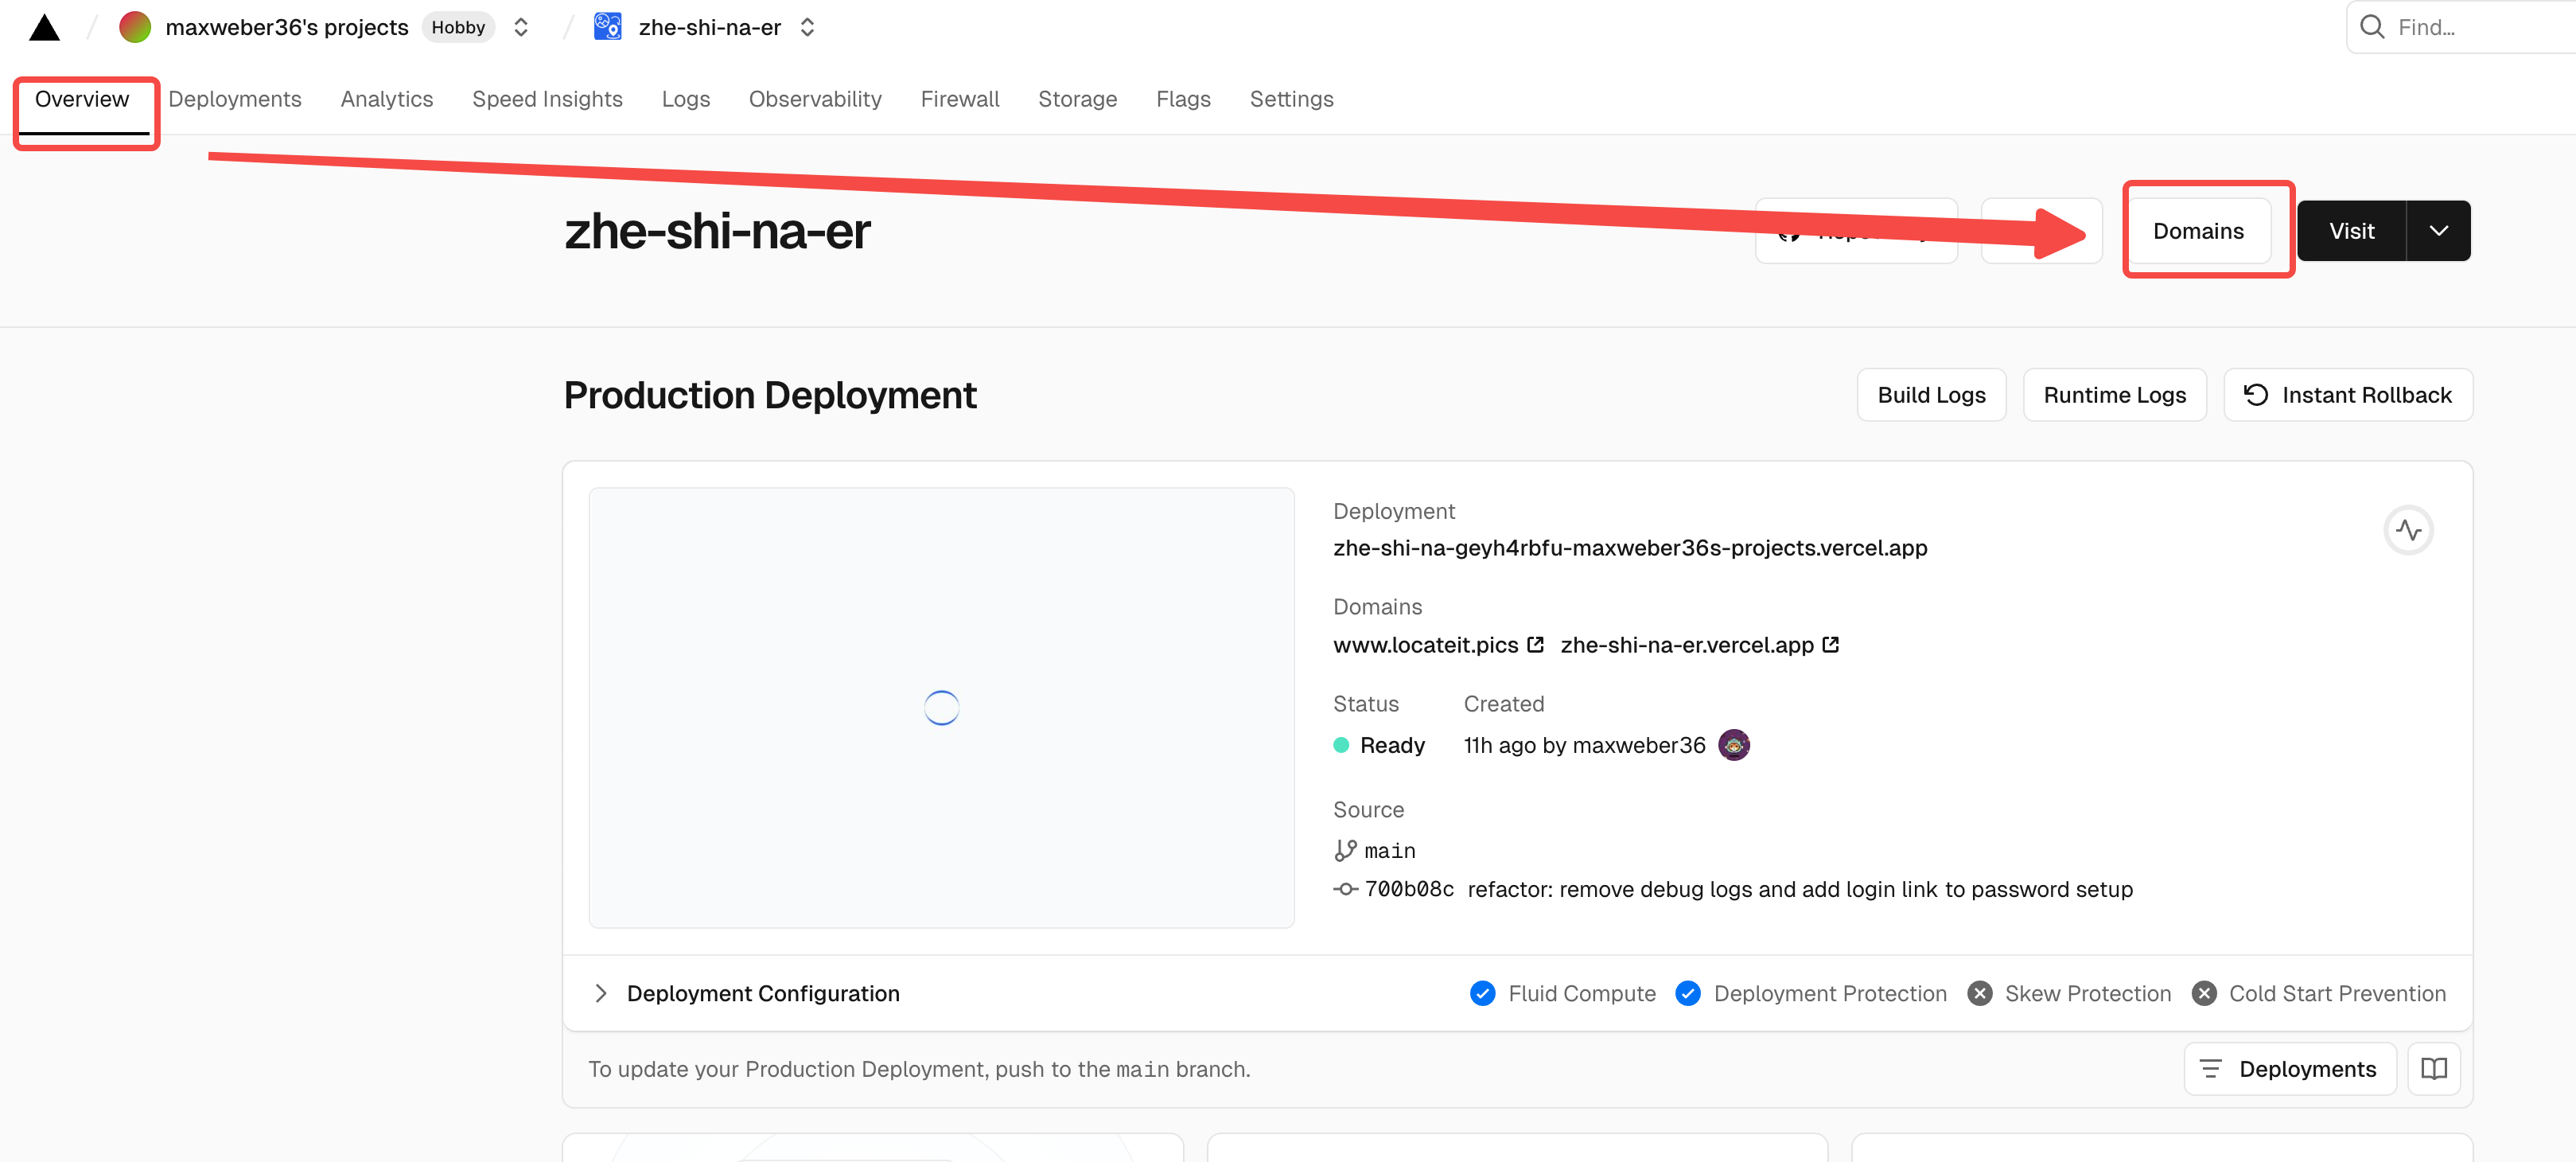 maxweber36's projects Hobby zhe-shi-na-er Find...
Overview Deployments Analytics Speed Insights Logs Observability Firewall Storage Flags Settings
zhe-shi-na-er
Domains Visit
Production Deployment
Build Logs Runtime Logs Instant Rollback
Deployment
zhe-shi-na-geyh4rbfu-maxweber36s-projects.vercel.app
Domains
www.locateit.pics zhe-shi-na-er.vercel.app
Status Created
Ready 11h ago by maxweber36
Source
main
700b08c refactor: remove debug logs and add login link to password setup
Deployment Configuration Fluid Compute Deployment Protection Skew Protection Cold Start Prevention
To update your Production Deployment, push to the main branch. Deployments